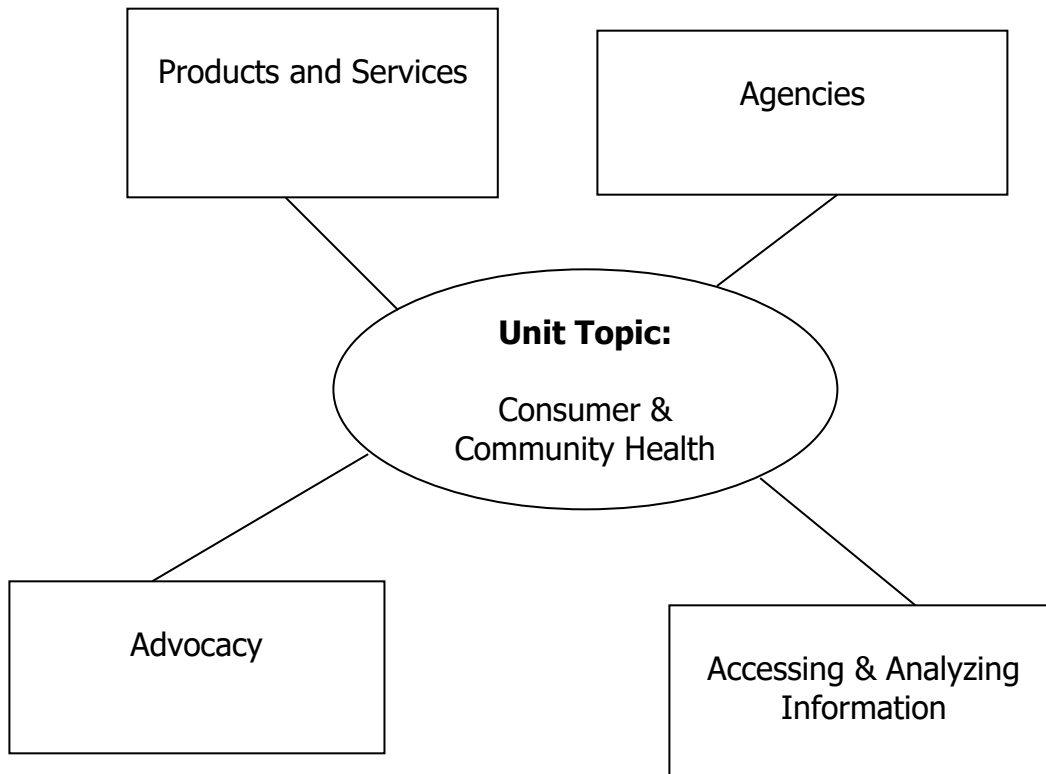 Products and Services
Agencies
Unit Topic:
Consumer &
Community Health
Advocacy
Accessing & Analyzing
Information